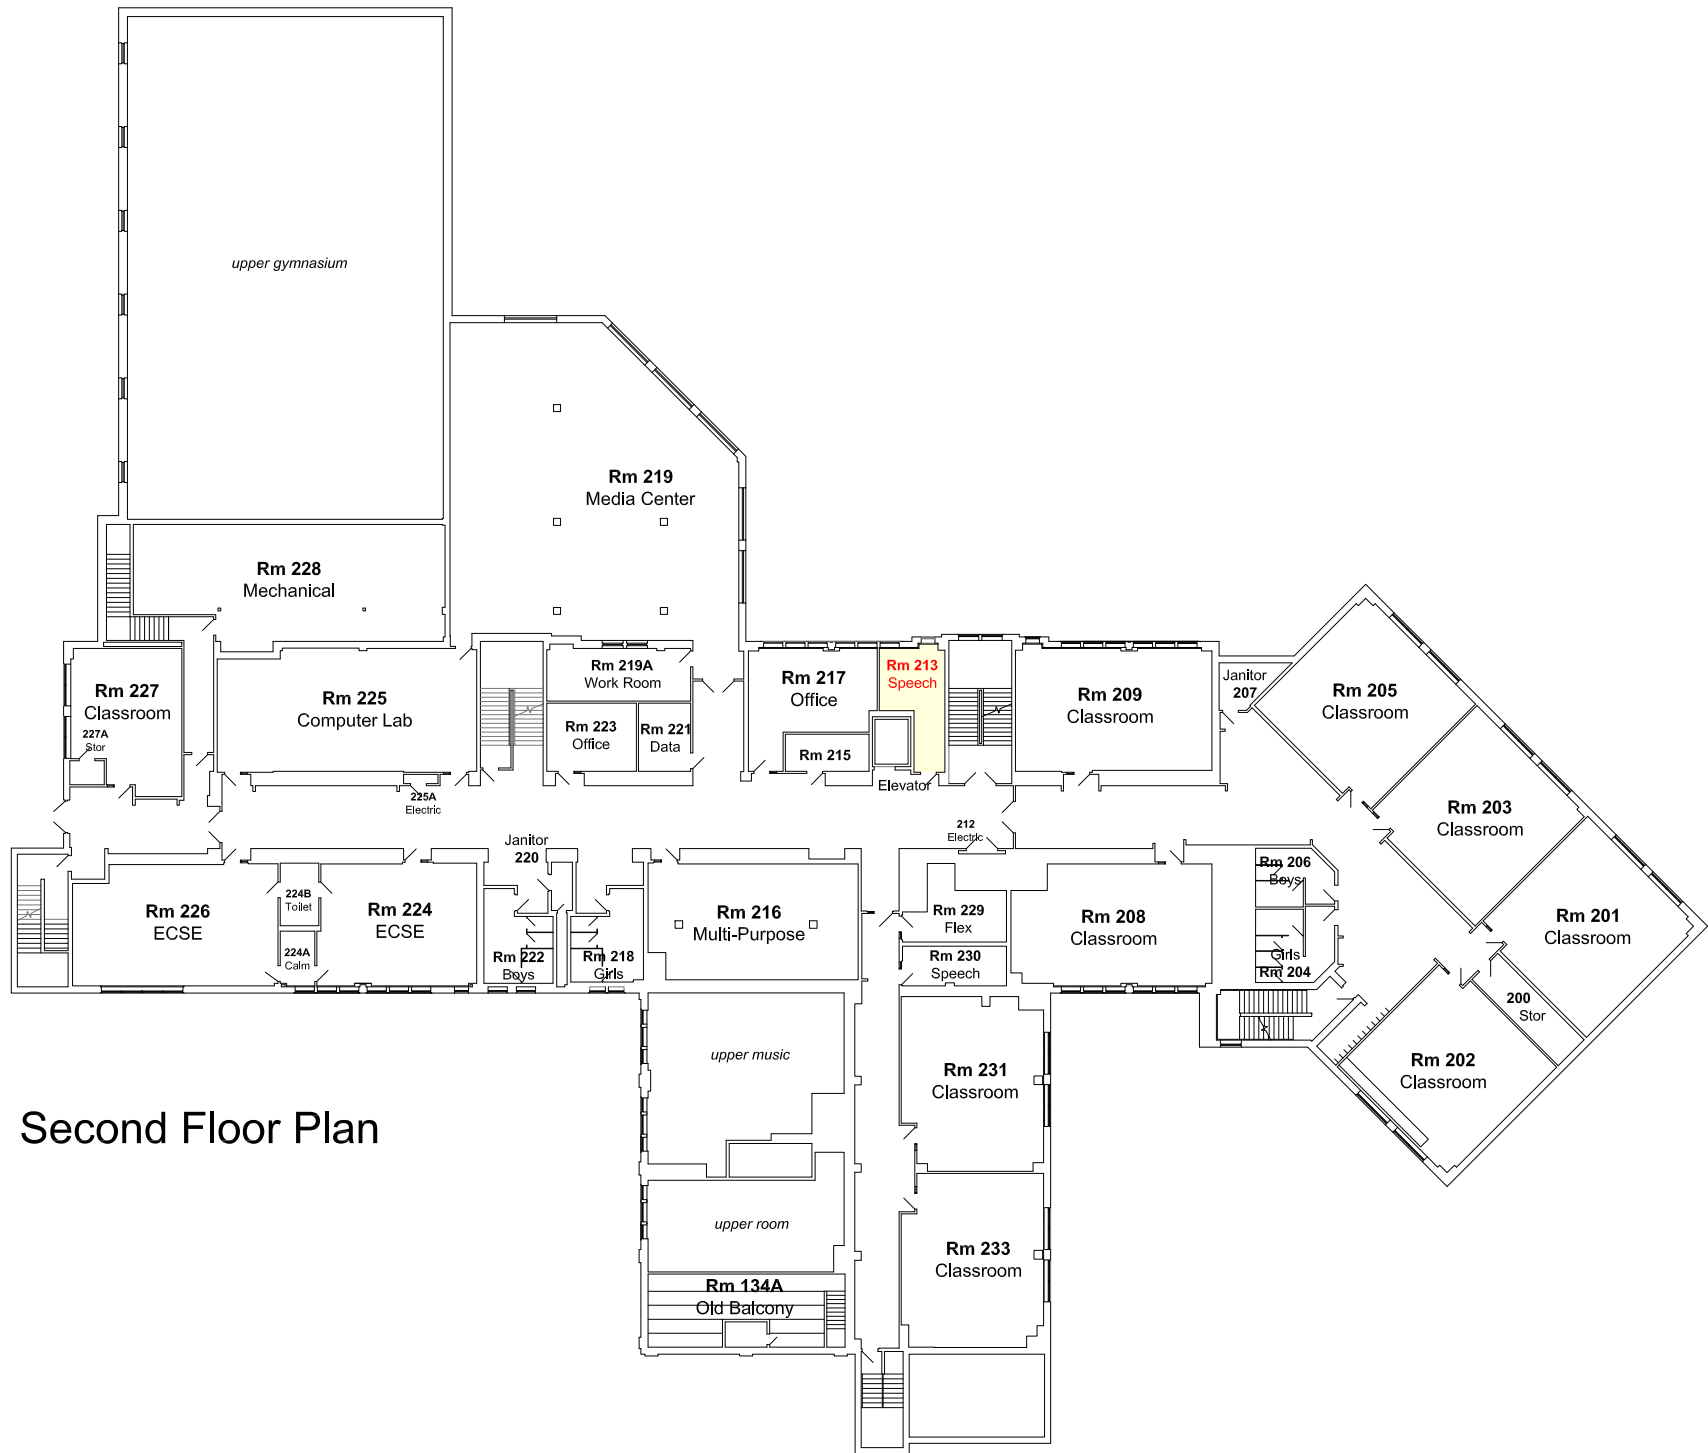 upper gymnasium
Rm 219
Media Center
Rm 228
Mechanical
Rm 219A
Work Room
Rm 217
Office
Rm 213
Speech
Janitor
207
Rm 205
Classroom
Rm 227
Classroom
227A
Stor
Rm 225
Computer Lab
Rm 223
Office
Rm 221
Data
Rm 215
Rm 209
Classroom
Elevator
225A
Electric
212
Electric
Rm 203
Classroom
Janitor
220
Rm 206
Boys
Rm 226
ECSE
224B
Toilet
Rm 224
ECSE
224A
Calm
Rm 222
Boys
Rm 218
Girls
Rm 216
Multi-Purpose
Rm 229
Flex
Rm 230
Speech
Rm 208
Classroom
Girls
Rm 204
Rm 201
Classroom
200
Stor
Rm 202
Classroom
upper music
Rm 231
Classroom
Second Floor Plan
upper room
Rm 233
Classroom
Rm 134A
Old Balcony